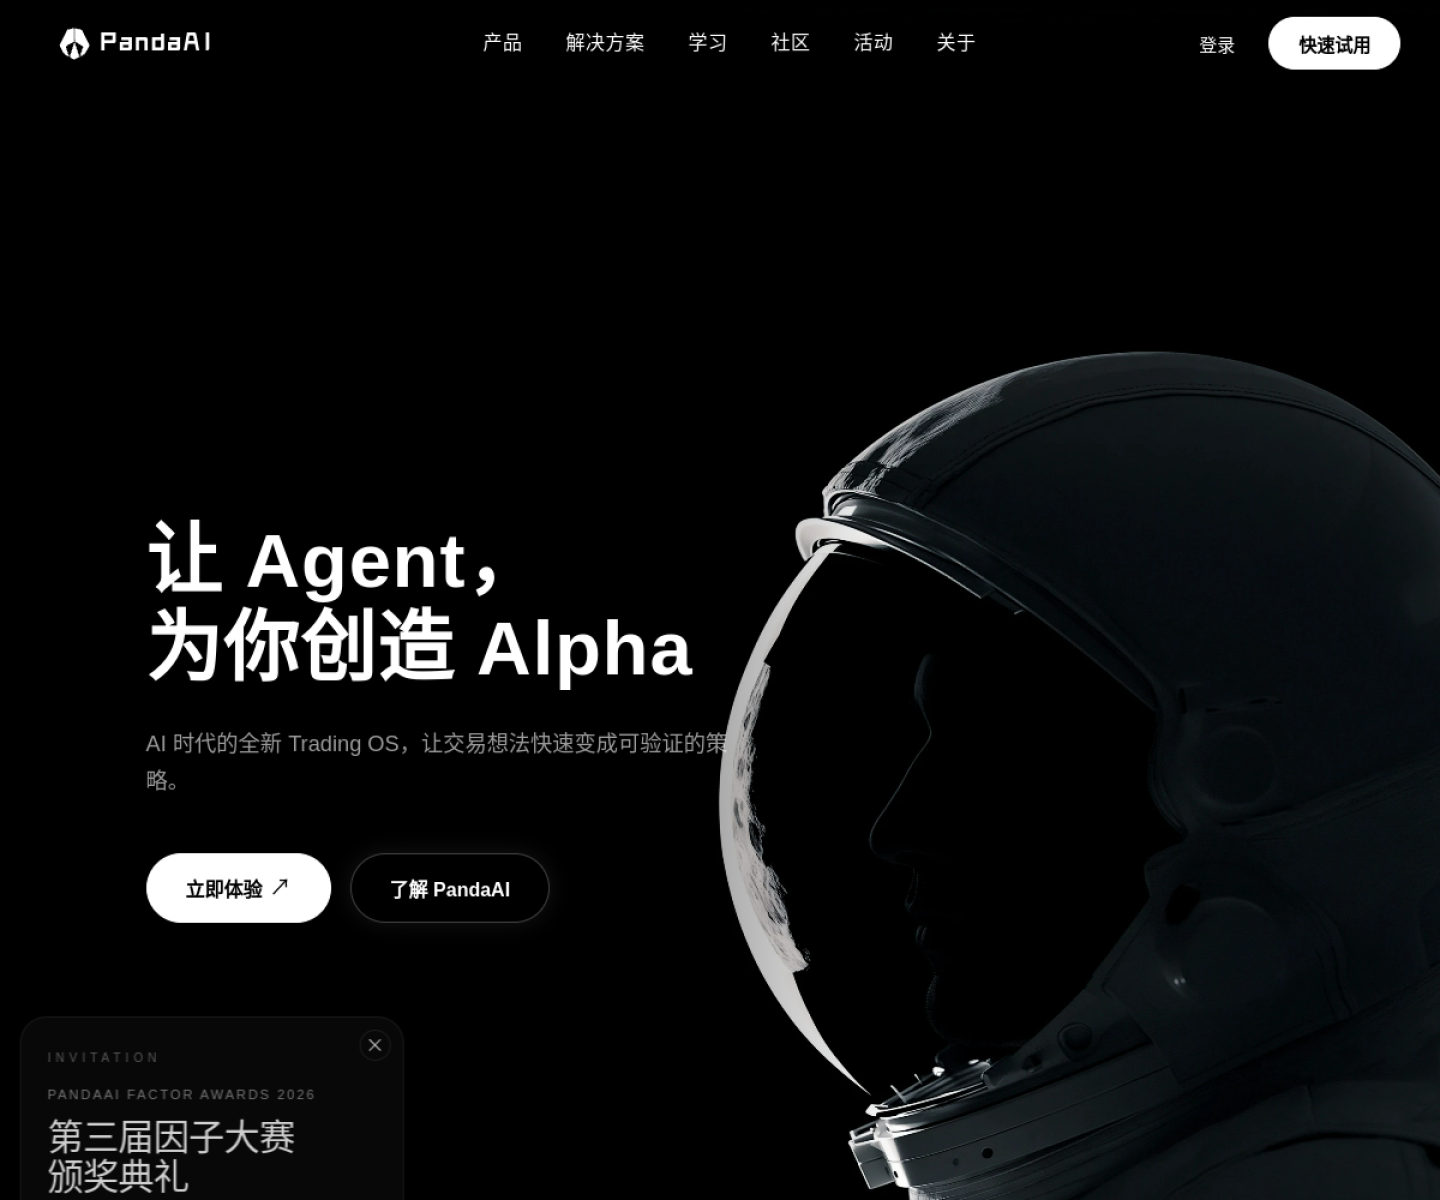 PandaAI
产品
解决方案
学习
社区
活动
关于
登录
快速试用
让 Agent，
为你创造 Alpha
AI 时代的全新 Trading OS，让交易想法快速变成可验证的策
略。
立即体验 ↗
了解 PandaAI
INVITATION
PANDAAI FACTOR AWARDS 2026
第三届因子大赛
颁奖典礼